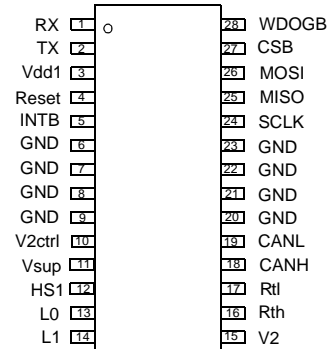 RX 1 28 WDOGB
TX 2 27 CSB
Vdd1 3 26 MOSI
Reset 4 25 MISO
INTB 5 24 SCLK
GND 6 23 GND
GND 7 22 GND
GND 8 21 GND
GND 9 20 GND
V2ctrl 10 19 CANL
Vsup 11 18 CANH
HS1 12 17 Rtl
L0 13 16 Rth
L1 14 15 V2